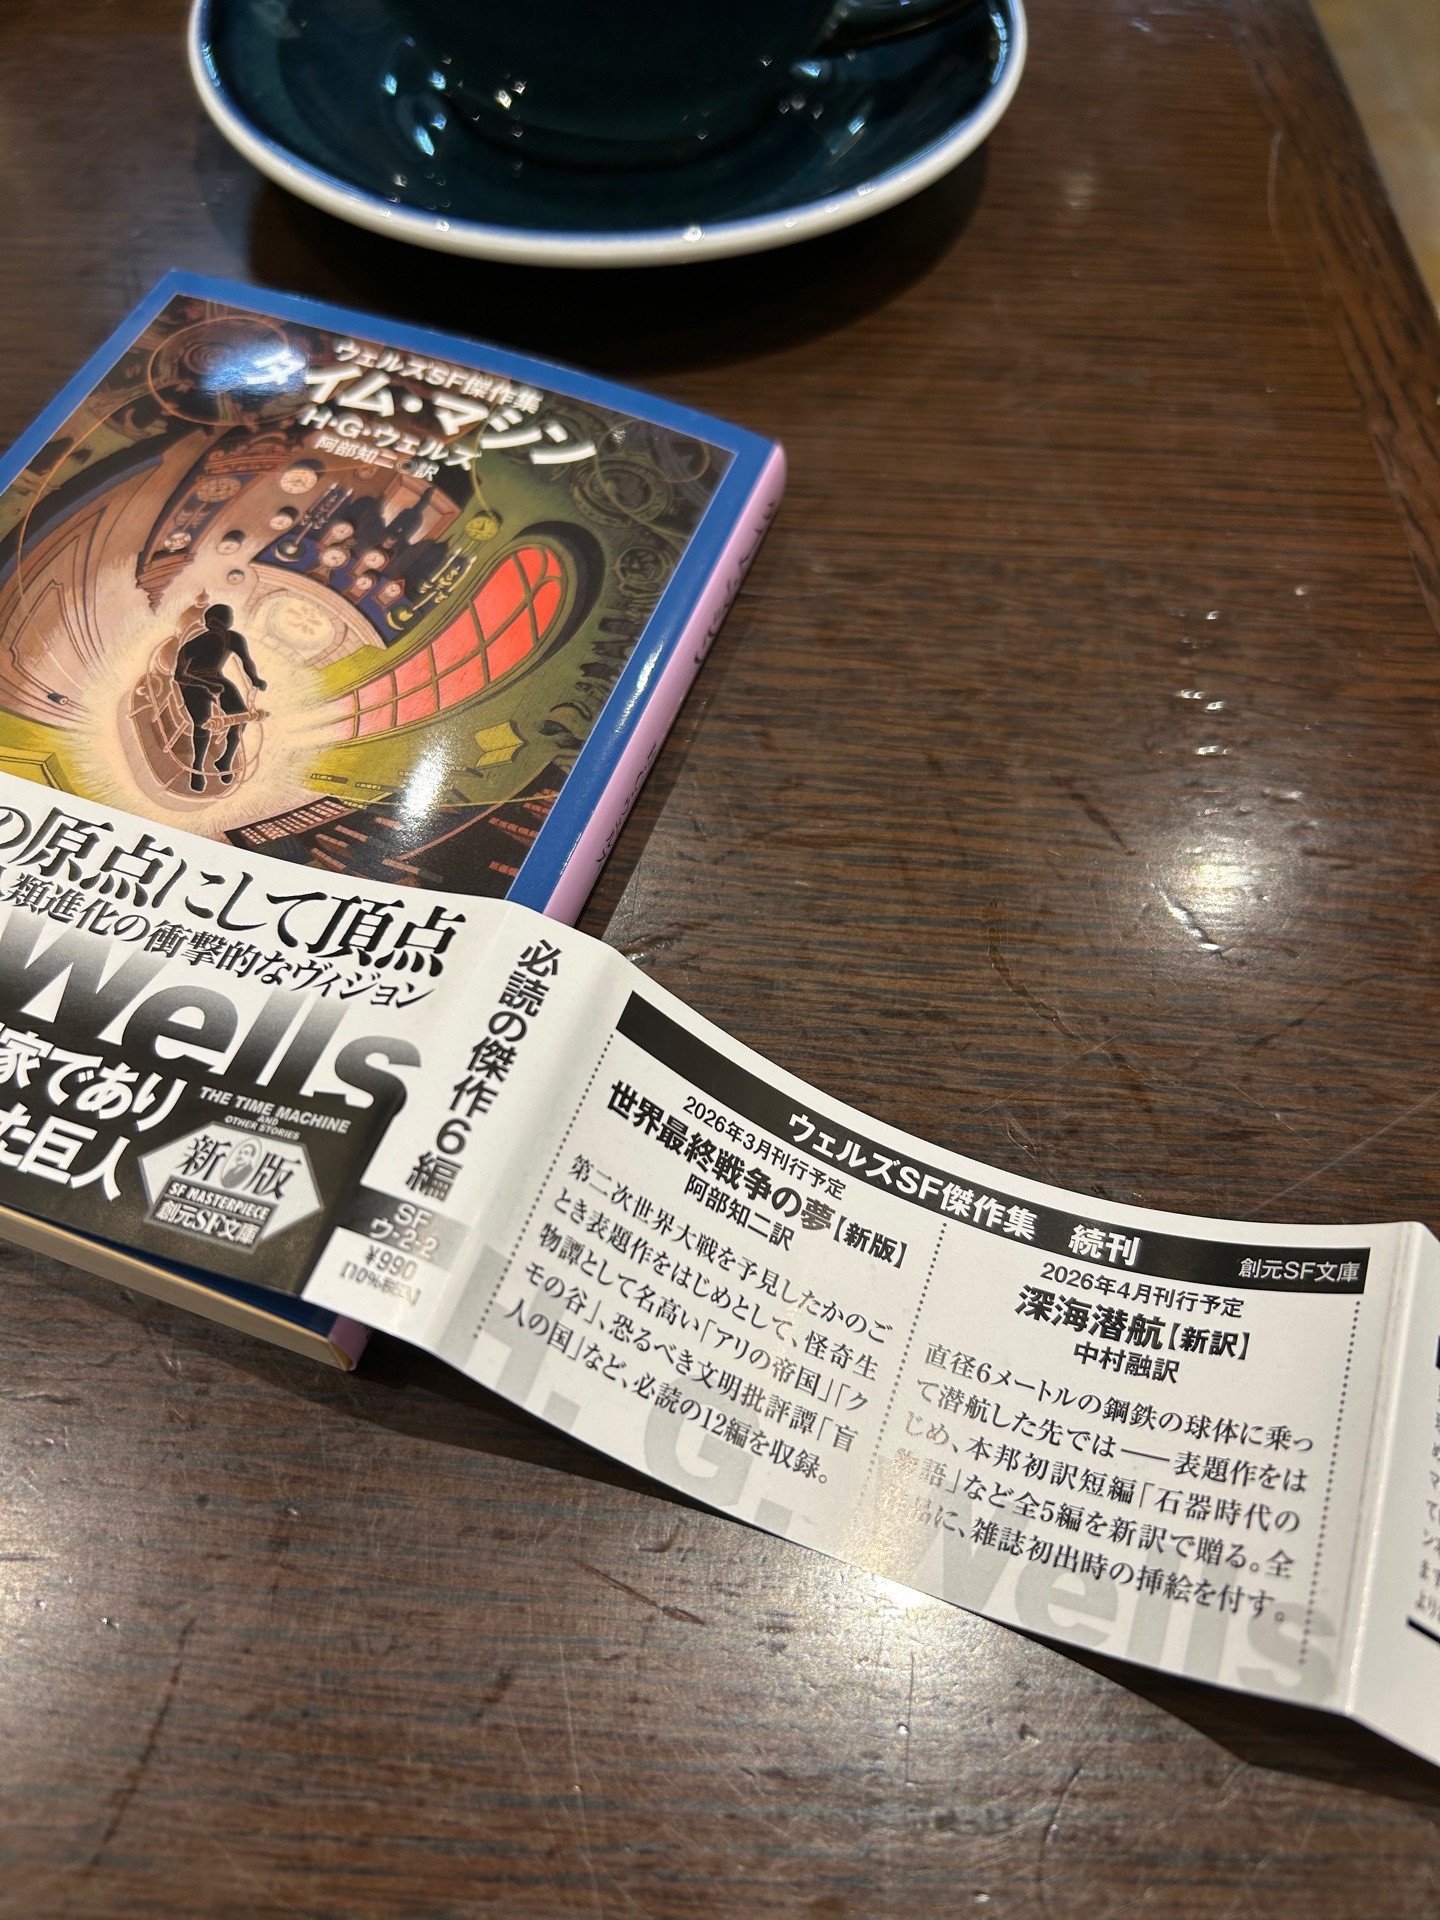 ウェルズSF傑作集
タイム・マシン
H・G・ウェルズ
阿部知二◎訳
の原点にして頂点
人類進化の衝撃的なヴィジョン
Wells
家であり
た巨人
THE TIME MACHINE
AND
OTHER STORIES
新版
SF MASTERPIECE
創元SF文庫
必読の傑作6編
SF
ウ-2-2
¥990
【10%税込】
ウェルズSF傑作集 続刊
創元SF文庫
2026年3月刊行予定
世界最終戦争の夢【新版】
阿部知二訳
第二次世界大戦を予見したかのご
とき表題作をはじめとして、怪奇生
物譚として名高い「アリの帝国」「ク
モの谷」、恐るべき文明批評譚「盲
人の国」など、必読の12編を収録。
2026年4月刊行予定
深海潜航【新訳】
中村融訳
直径6メートルの鋼鉄の球体に乗っ
て潜航した先では——表題作をは
じめ、本邦初訳短編「石器時代の
物語」など全5編を新訳で贈る。全
作品に、雑誌初出時の挿絵を付す。
H. G. Wells